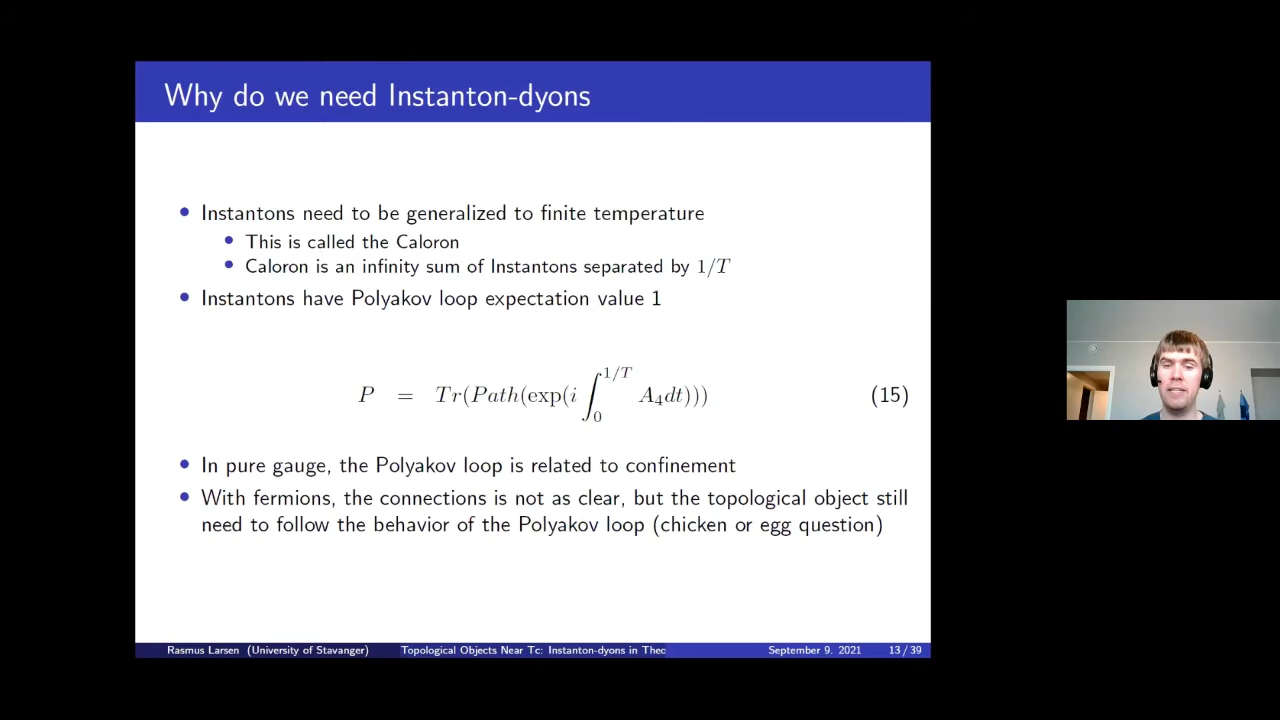 Why do we need Instanton-dyons
• Instantons need to be generalized to finite temperature
• This is called the Caloron
• Caloron is an infinity sum of Instantons separated by 1/T
• Instantons have Polyakov loop expectation value 1
P = Tr(Path(exp(i ∫₀^{1/T} A₄dt))) (15)
• In pure gauge, the Polyakov loop is related to confinement
• With fermions, the connections is not as clear, but the topological object still
need to follow the behavior of the Polyakov loop (chicken or egg question)
Rasmus Larsen (University of Stavanger) Topological Objects Near Tc: Instanton-dyons in Theo September 9. 2021 13 / 39